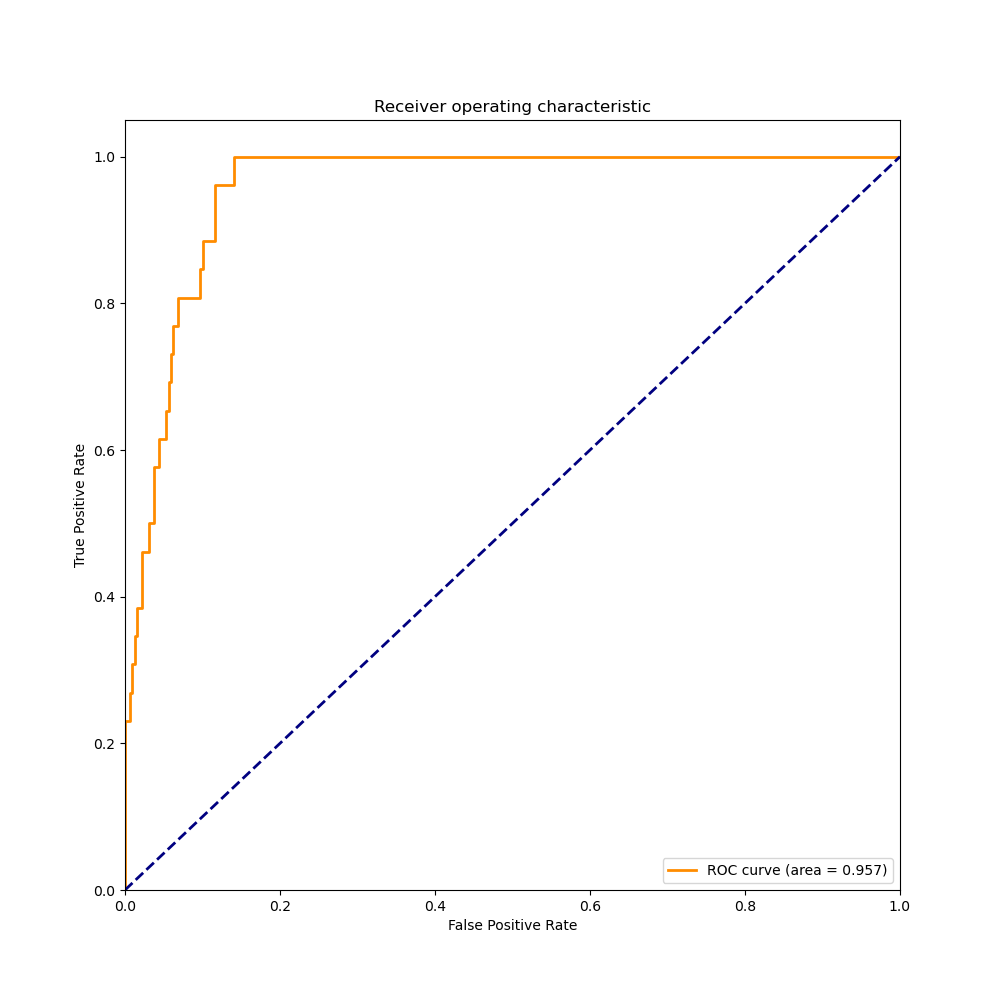 Receiver operating characteristic
1.0
0.8
0.6
0.4
0.2
0.0
True Positive Rate
ROC curve (area = 0.957)
0.0 0.2 0.4 0.6 0.8 1.0
False Positive Rate